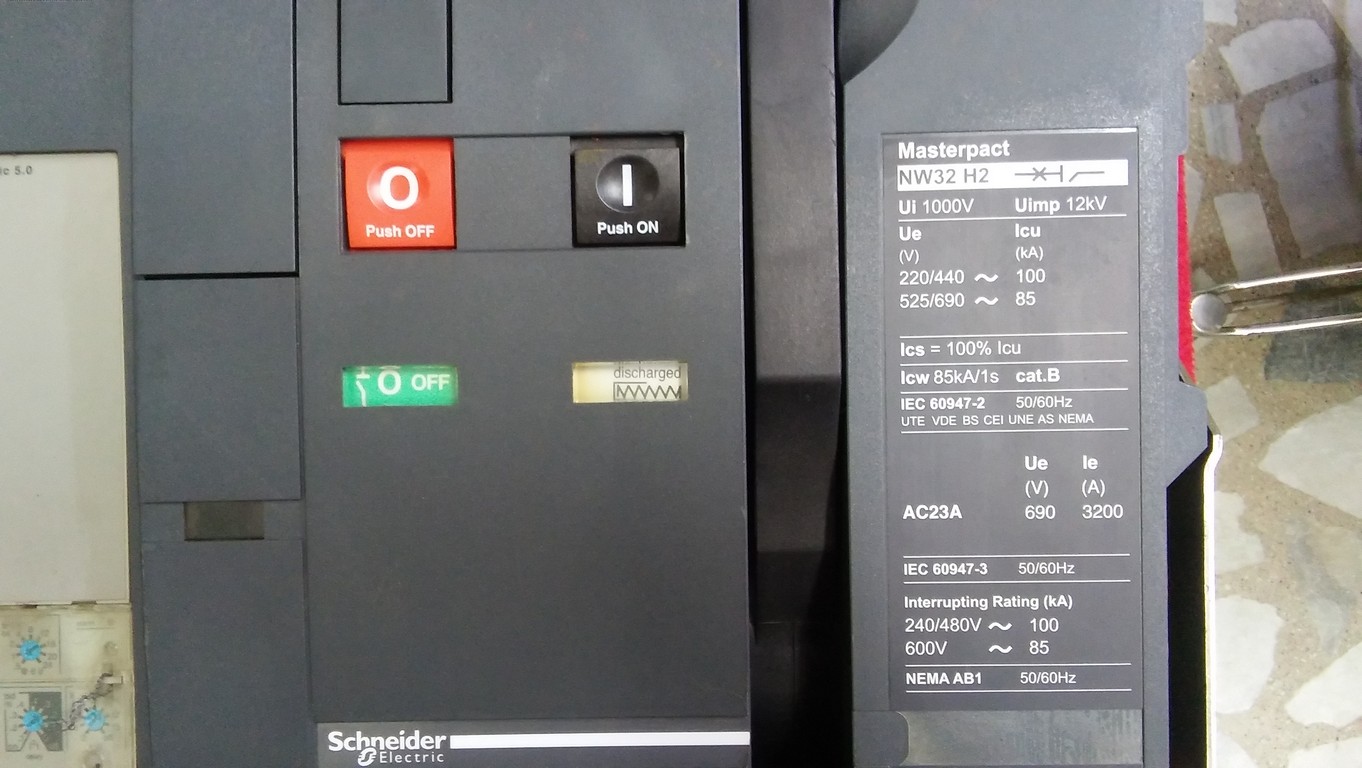 ic 5.0
O
Push OFF
I
Push ON
O OFF
discharged
Schneider
Electric
Masterpact
NW32 H2
Ui 1000V Uimp 12kV
Ue Icu
(V) (kA)
220/440 ~ 100
525/690 ~ 85
Ics = 100% Icu
Icw 85kA/1s cat.B
IEC 60947-2 50/60Hz
UTE VDE BS CEI UNE AS NEMA
Ue Ie
(V) (A)
AC23A 690 3200
IEC 60947-3 50/60Hz
Interrupting Rating (kA)
240/480V ~ 100
600V ~ 85
NEMA AB1 50/60Hz